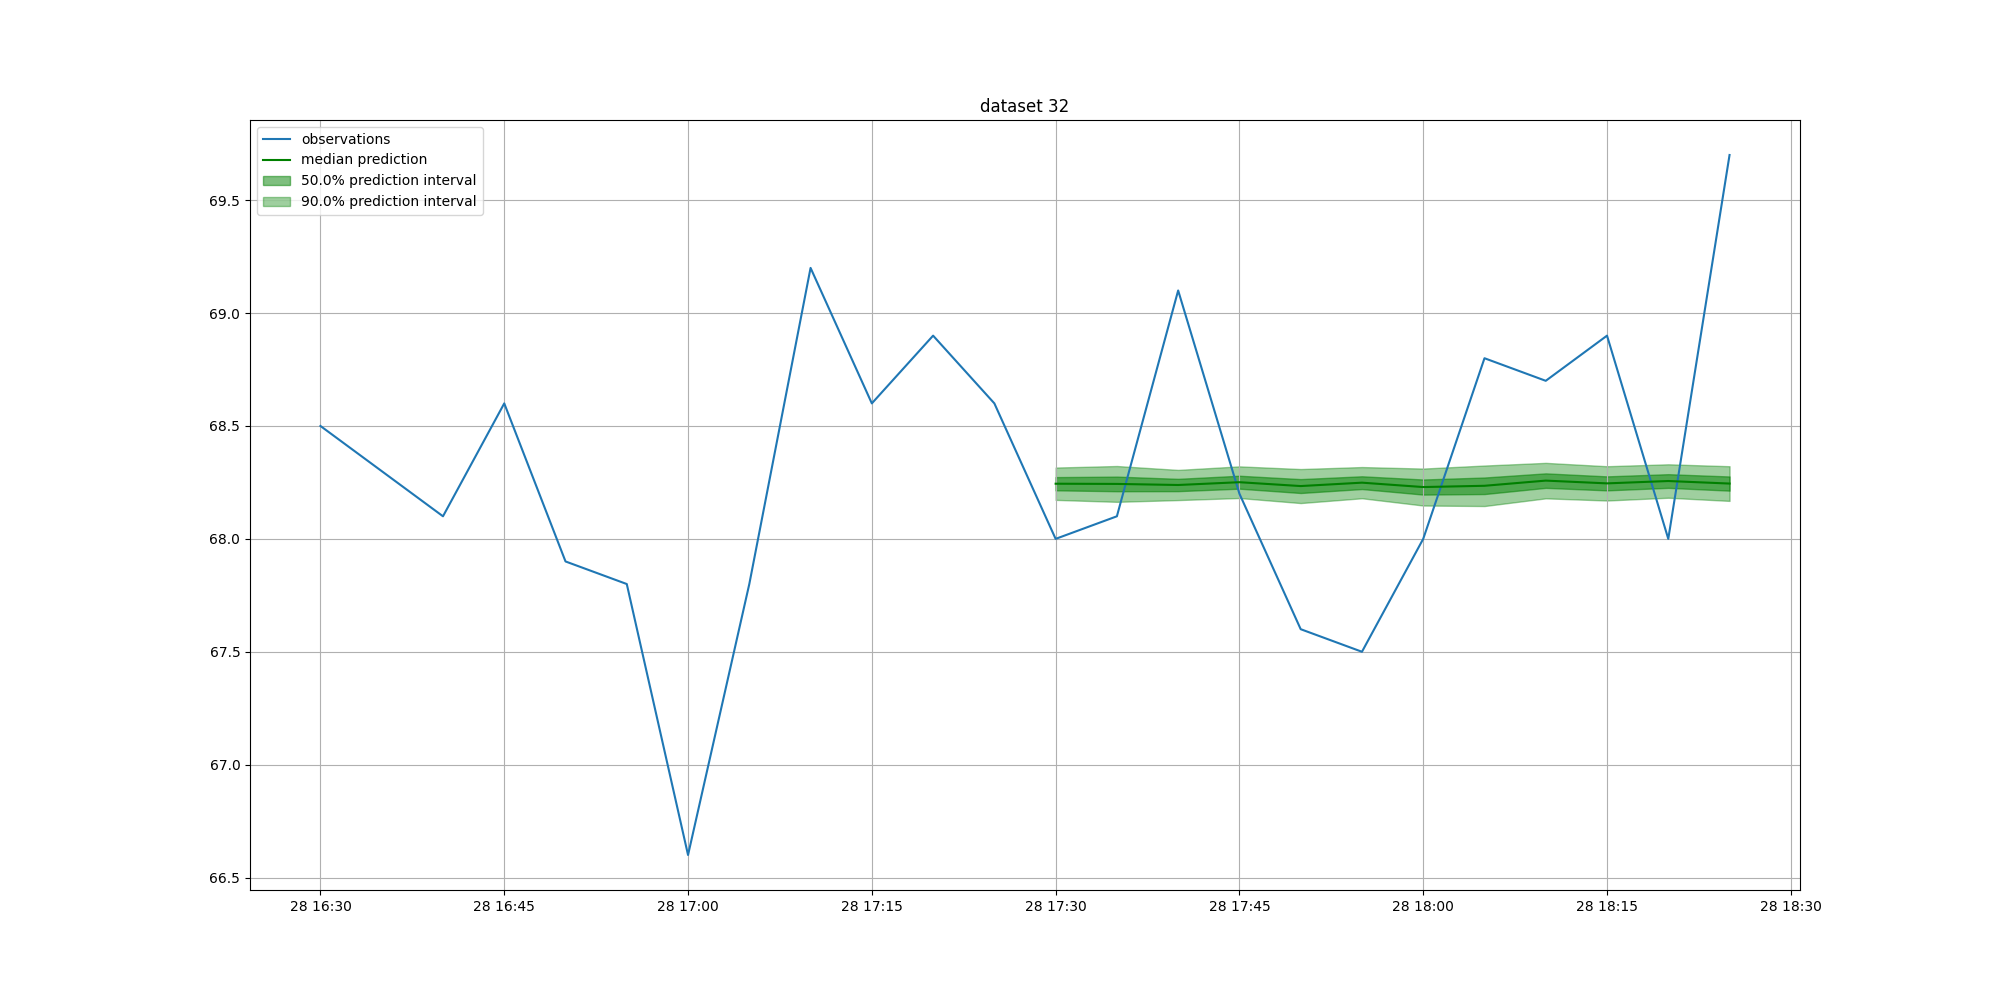 dataset 32
observations
median prediction
50.0% prediction interval
90.0% prediction interval
69.5
69.0
68.5
68.0
67.5
67.0
66.5
28 16:30 28 16:45 28 17:00 28 17:15 28 17:30 28 17:45 28 18:00 28 18:15 28 18:30